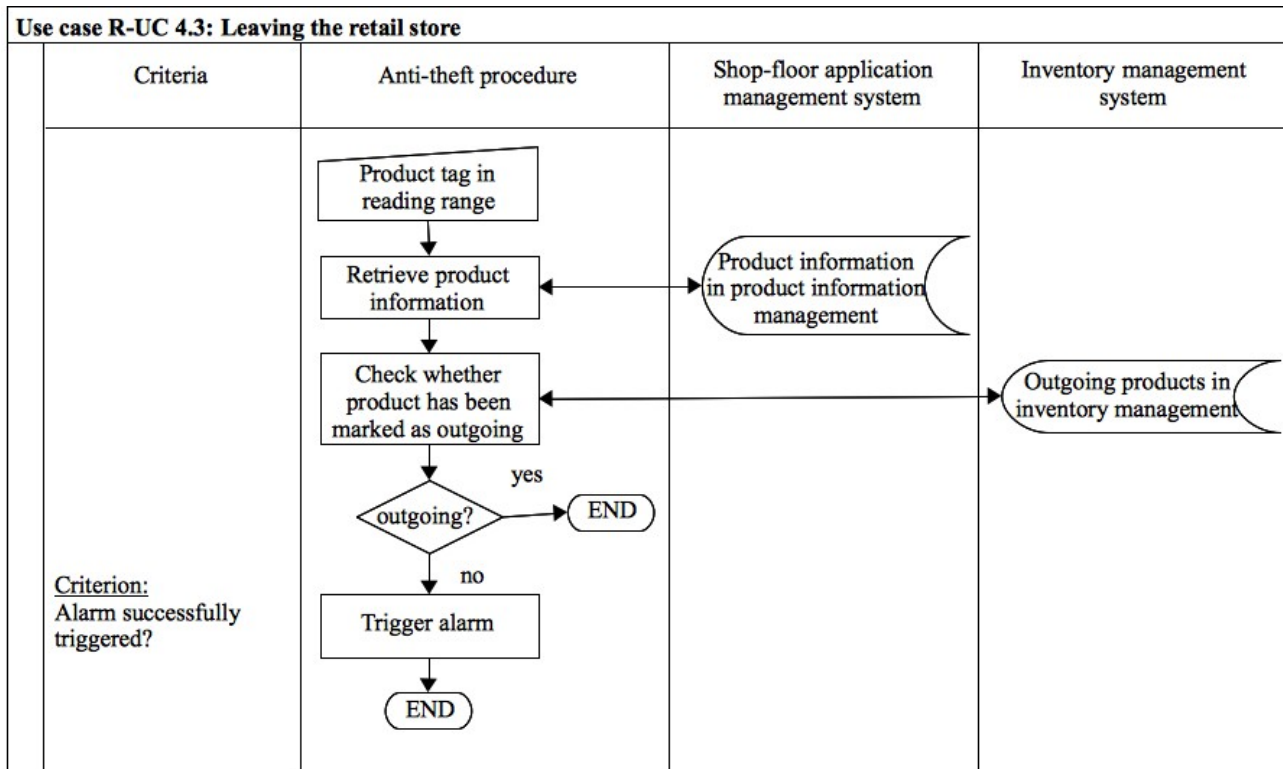 Use case R-UC 4.3: Leaving the retail store
Criteria
Anti-theft procedure
Shop-floor application
management system
Inventory management
system
Product tag in
reading range
Retrieve product
information
Product information
in product information
management
Check whether
product has been
marked as outgoing
Outgoing products in
inventory management
yes
outgoing?
END
no
Criterion:
Alarm successfully
triggered?
Trigger alarm
END